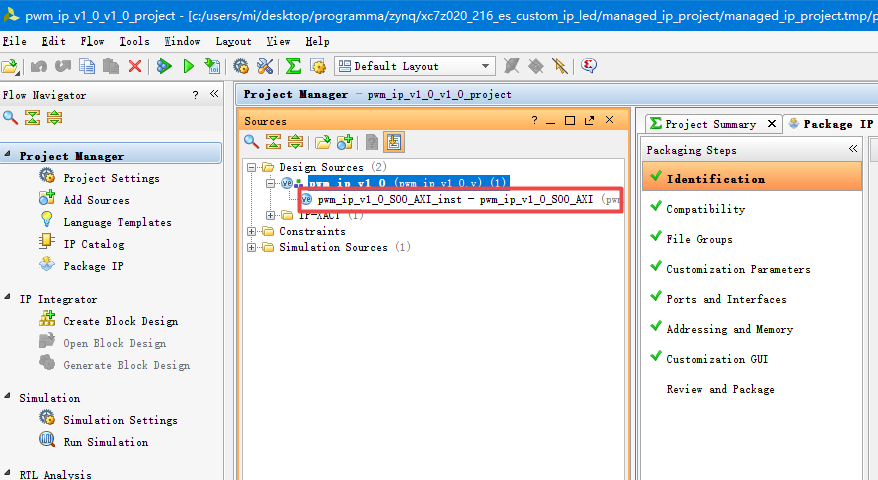 pwm_ip_v1_0_v1_0_project - [c:/users/mi/desktop/programma/zynq/xc7z020_216_es_custom_ip_led/managed_ip_project/managed_ip_project.tmp/p
File Edit Flow Tools Window Layout View Help
Default Layout
Flow Navigator
Project Manager
Project Settings
Add Sources
Language Templates
IP Catalog
Package IP
IP Integrator
Create Block Design
Open Block Design
Generate Block Design
Simulation
Simulation Settings
Run Simulation
RTL Analysis
Project Manager - pwm_ip_v1_0_v1_0_project
Sources
Design Sources (2)
pwm_ip_v1_0 (pwm_ip_v1_0.v) (1)
pwm_ip_v1_0_S00_AXI_inst - pwm_ip_v1_0_S00_AXI (pw
IP-XACT (1)
Constraints
Simulation Sources (1)
Project Summary
Package IP
Packaging Steps
Identification
Compatibility
File Groups
Customization Parameters
Ports and Interfaces
Addressing and Memory
Customization GUI
Review and Package